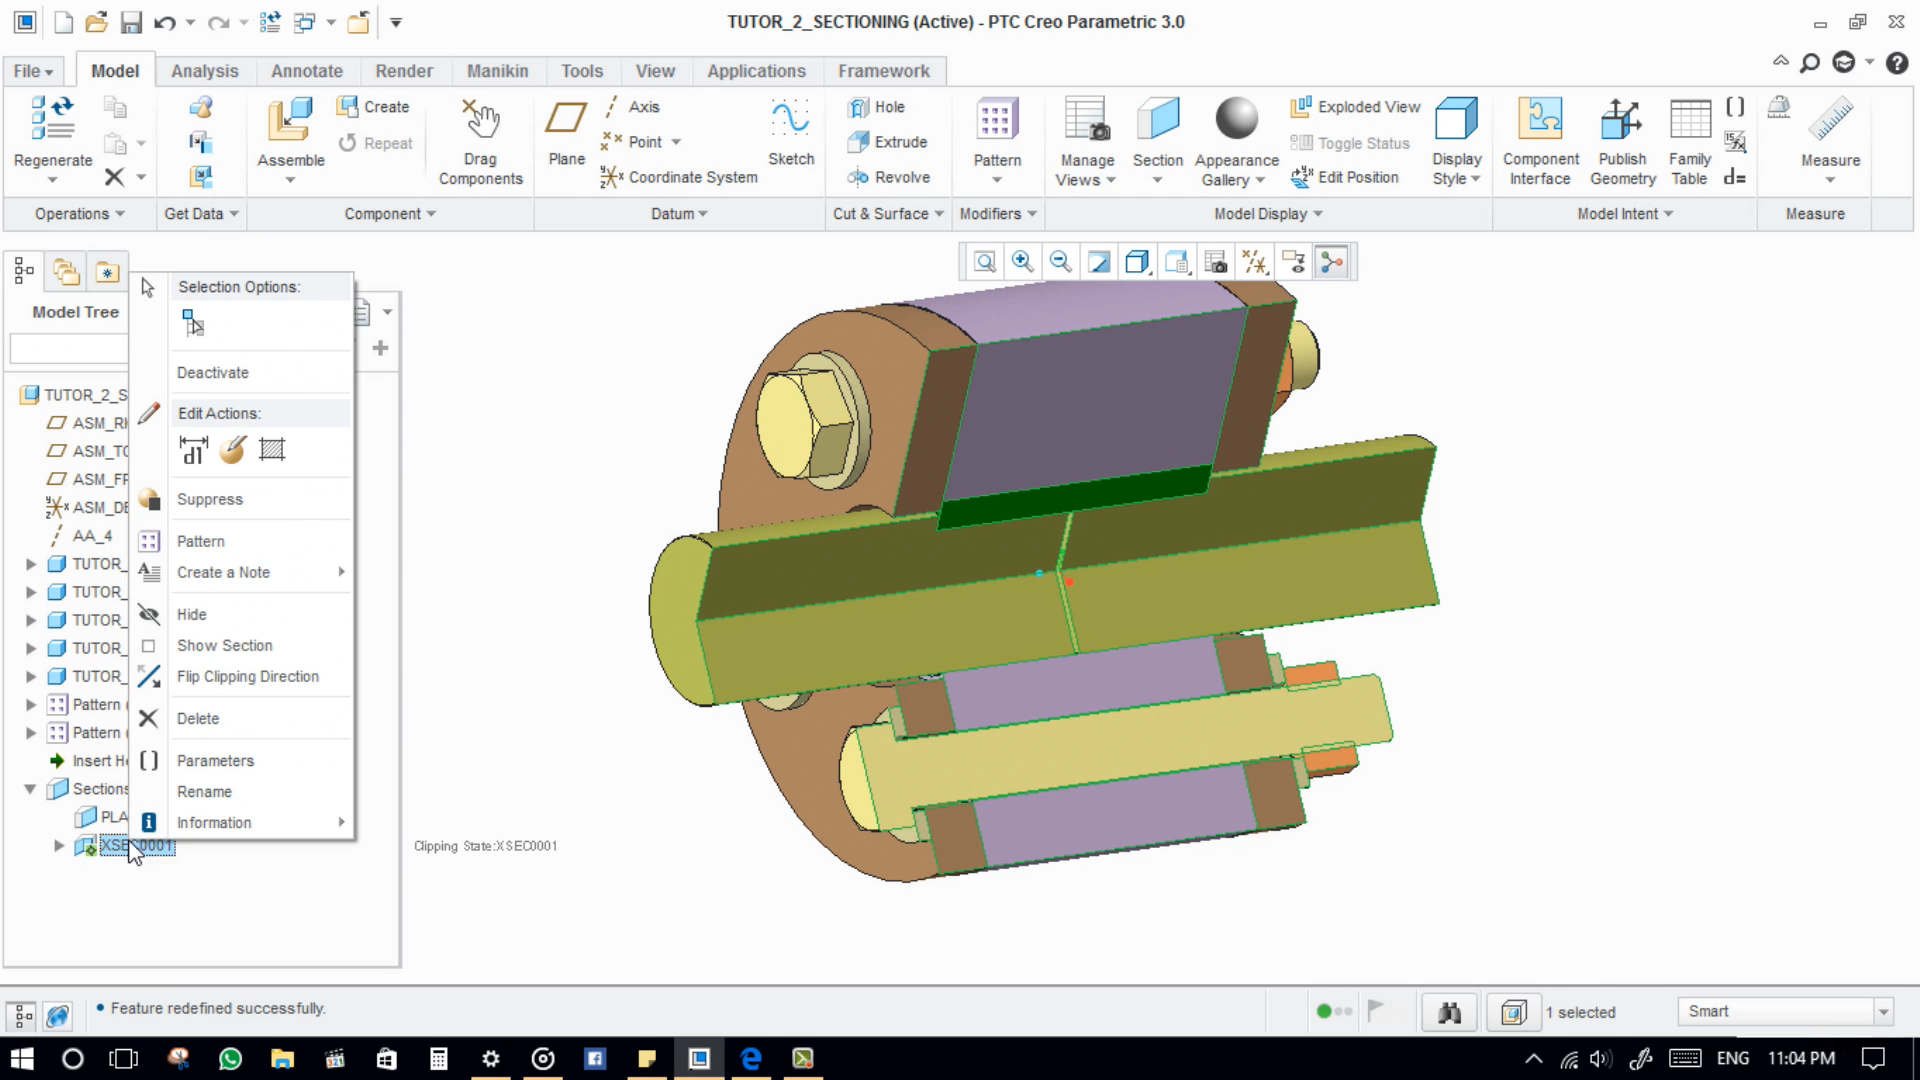 TUTOR_2_SECTIONING (Active) - PTC Creo Parametric 3.0
File
Model
Analysis
Annotate
Render
Manikin
Tools
View
Applications
Framework
Regenerate
Assemble
Create
Repeat
Drag
Components
Plane
Axis
Point
Coordinate System
Sketch
Hole
Extrude
Revolve
Pattern
Manage
Views
Section
Appearance
Gallery
Exploded View
Toggle Status
Edit Position
Display
Style
Component
Interface
Publish
Geometry
Family
Table
d=
Measure
Operations
Get Data
Component
Datum
Cut & Surface
Modifiers
Model Display
Model Intent
Measure
Model Tree
TUTOR_2_S
ASM_RI
ASM_TO
ASM_FR
ASM_DE
AA_4
TUTOR_
TUTOR_
TUTOR_
TUTOR_
TUTOR_
Pattern (
Pattern (
Insert He
Sections
PLA
XSEC0001
Selection Options:
Deactivate
Edit Actions:
Suppress
Pattern
Create a Note
Hide
Show Section
Flip Clipping Direction
Delete
Parameters
Rename
Information
Clipping State:XSEC0001
Feature redefined successfully.
1 selected
Smart
ENG
11:04 PM